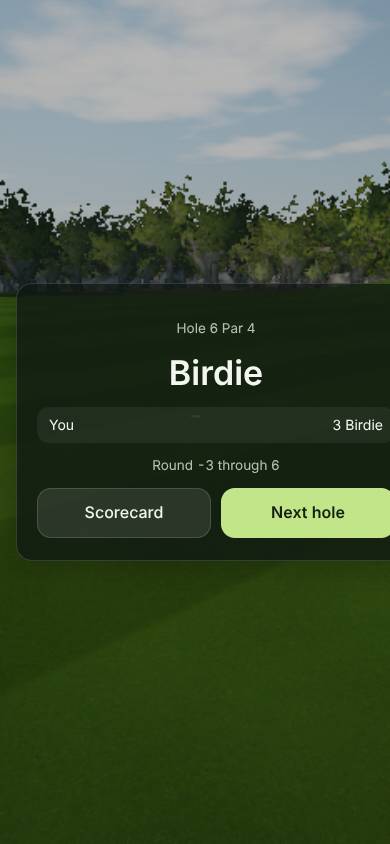 Hole 6 Par 4
Birdie
You 3 Birdie
Round -3 through 6
Scorecard Next hole